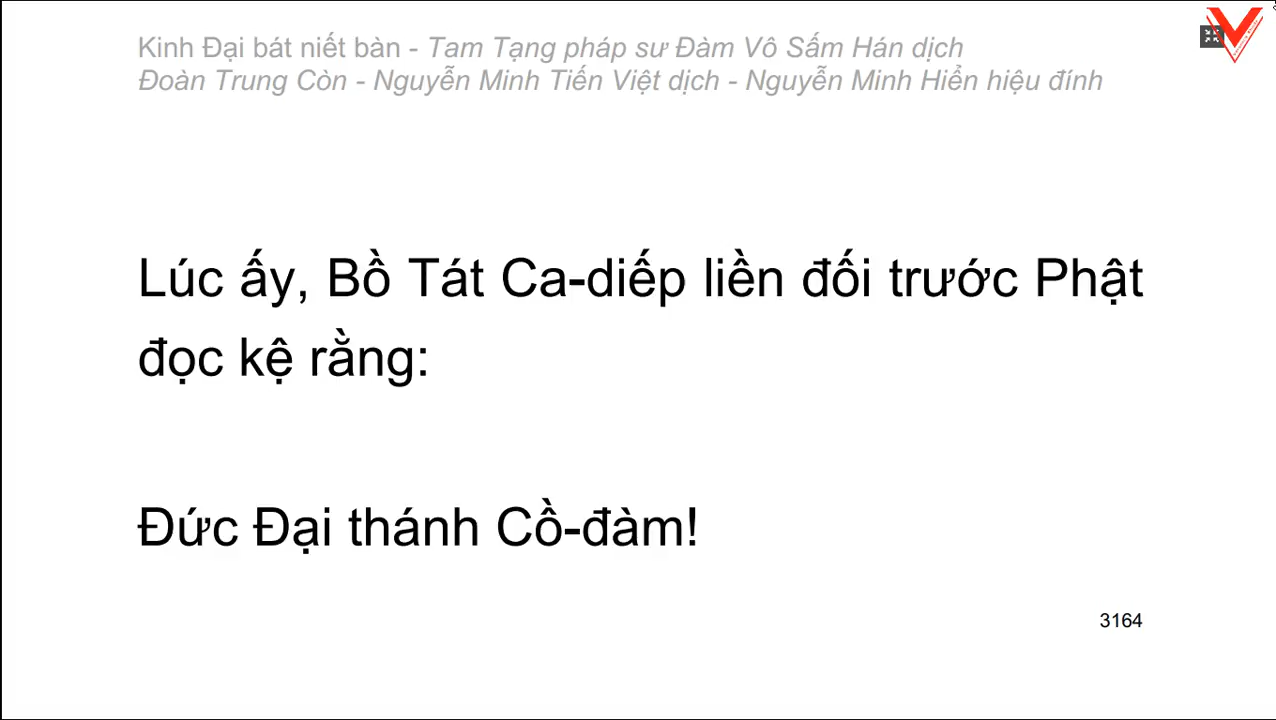 Kinh Đại bát niết bàn - Tam Tạng pháp sư Đàm Vô Sấm Hán dịch
Đoàn Trung Còn - Nguyễn Minh Tiến Việt dịch - Nguyễn Minh Hiển hiệu đính
Lúc ấy, Bồ Tát Ca-diếp liền đối trước Phật
đọc kệ rằng:
Đức Đại thánh Cồ-đàm!
3164